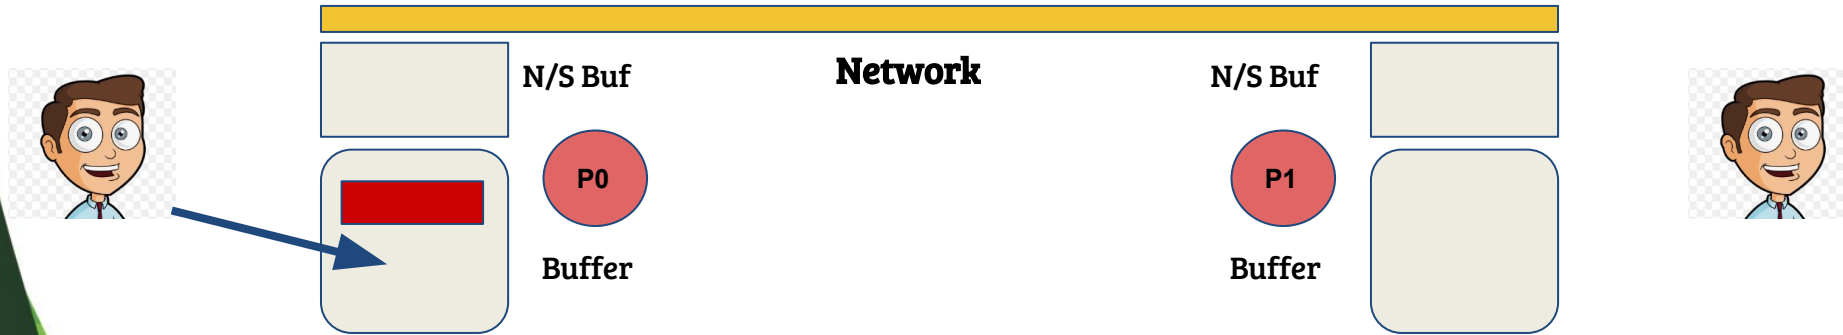 N/S Buf
Network
N/S Buf
P0
P1
Buffer
Buffer